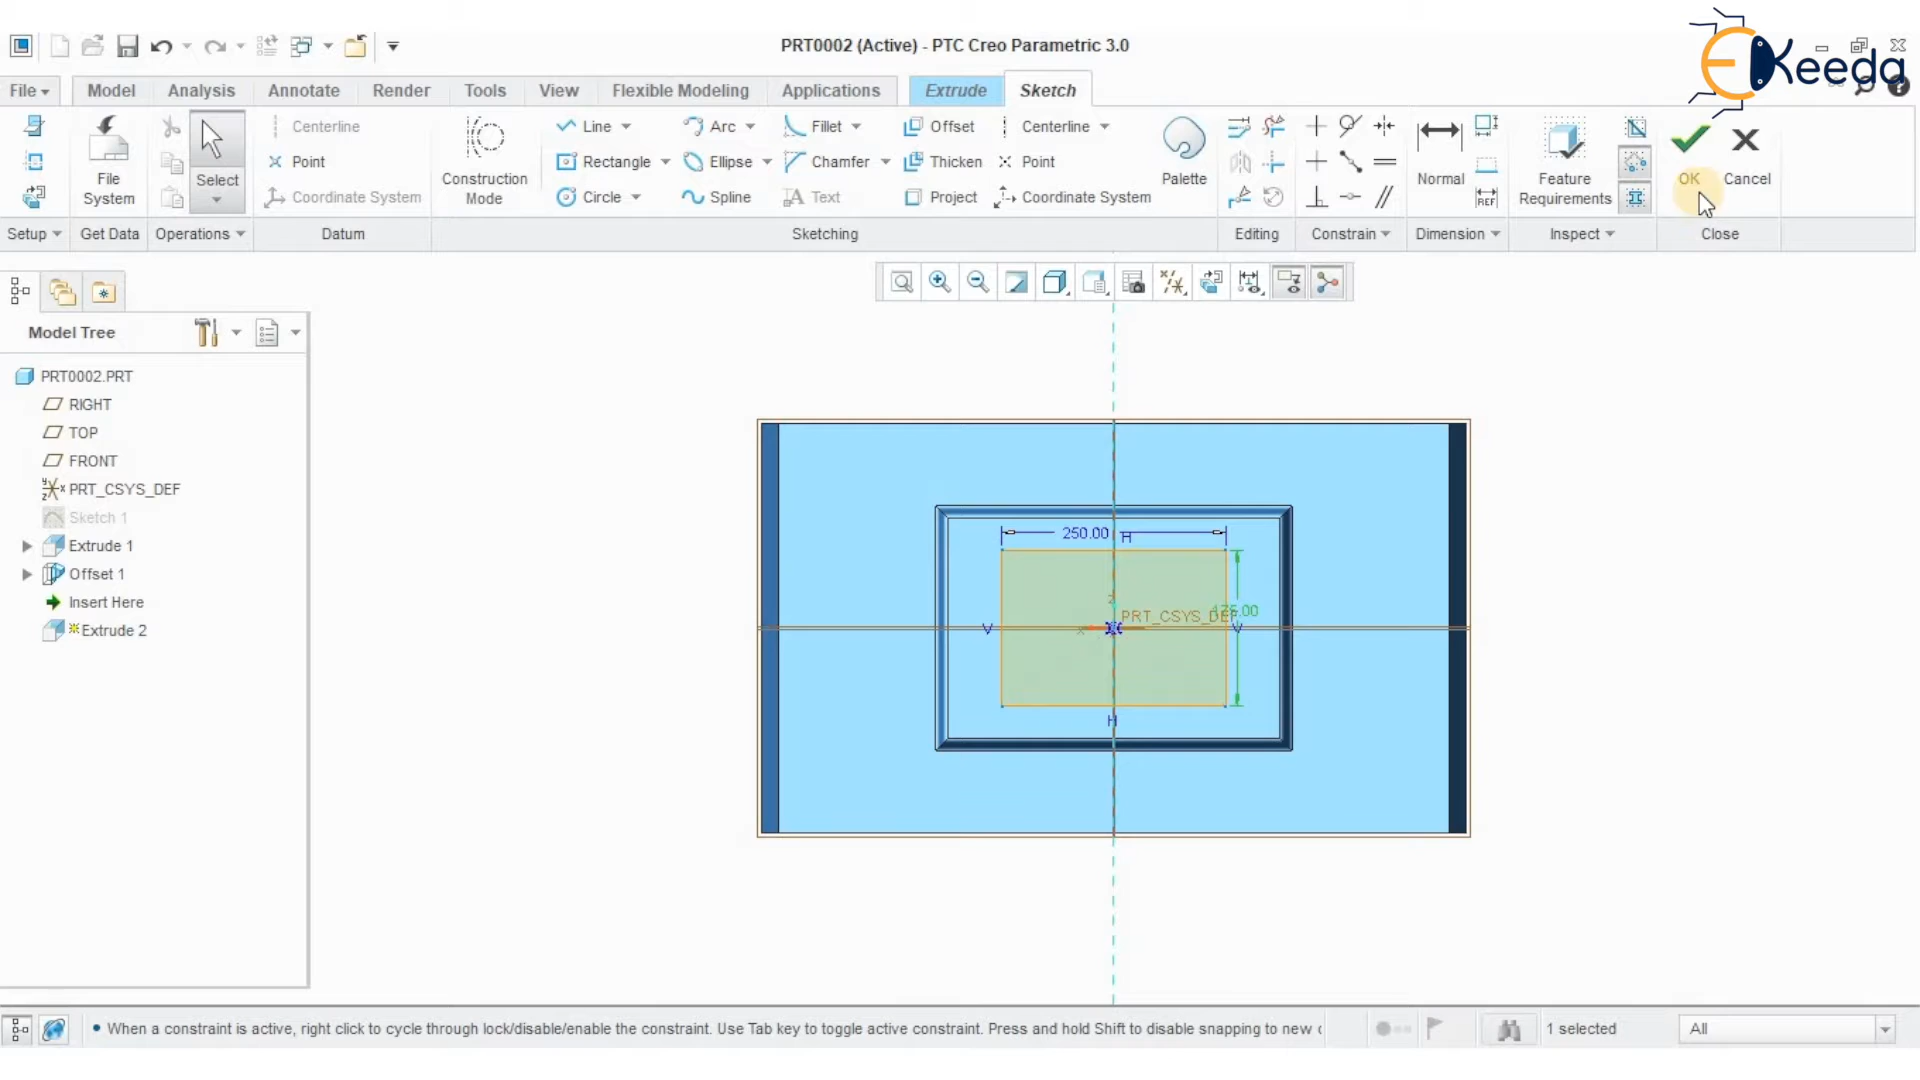 PRT0002 (Active) - PTC Creo Parametric 3.0
EKeeda
File Model Analysis Annotate Render Tools View Flexible Modeling Applications Extrude Sketch
Centerline Line Arc Fillet Offset Centerline
Point Rectangle Ellipse Chamfer Thicken Point
Coordinate System Circle Spline Text Project Coordinate System
File System
Select
Construction Mode
Palette
Normal
Feature Requirements
OK Cancel
Setup Get Data Operations Datum Sketching Editing Constrain Dimension Inspect Close
Model Tree
PRT0002.PRT
RIGHT
TOP
FRONT
PRT_CSYS_DEF
Sketch 1
Extrude 1
Offset 1
Insert Here
Extrude 2
250.00 H
PRT_CSYS_DEF
V V
H
When a constraint is active, right click to cycle through lock/disable/enable the constraint. Use Tab key to toggle active constraint. Press and hold Shift to disable snapping to new
1 selected
All